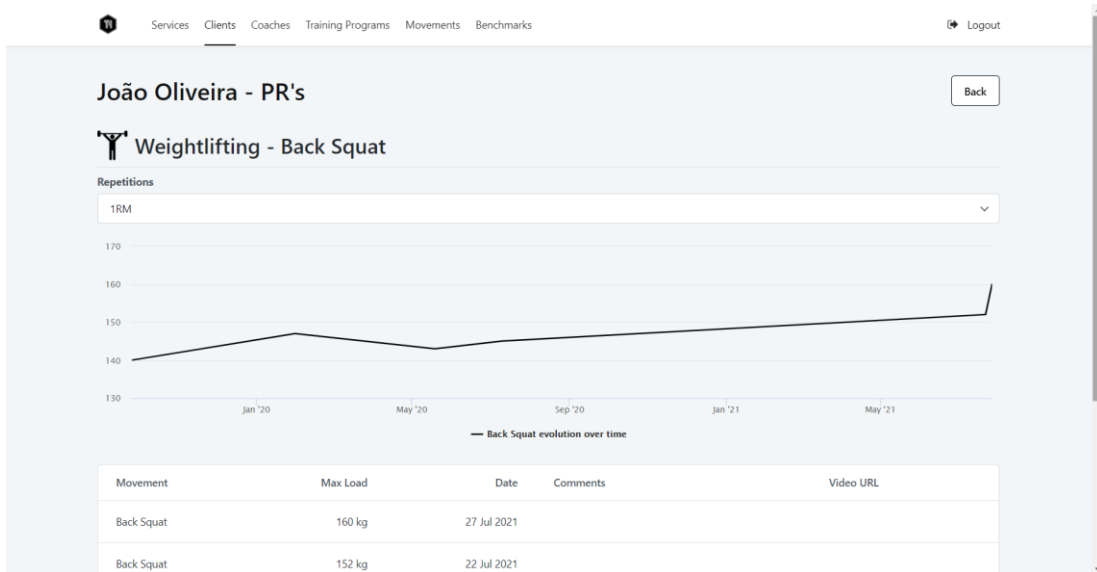 Services Clients Coaches Training Programs Movements Benchmarks Logout
João Oliveira - PR's
Back
Weightlifting - Back Squat
Repetitions
1RM
170
160
150
140
130
Jan '20 May '20 Sep '20 Jan '21 May '21
Back Squat evolution over time
Movement Max Load Date Comments Video URL
Back Squat 160 kg 27 Jul 2021
Back Squat 152 kg 22 Jul 2021